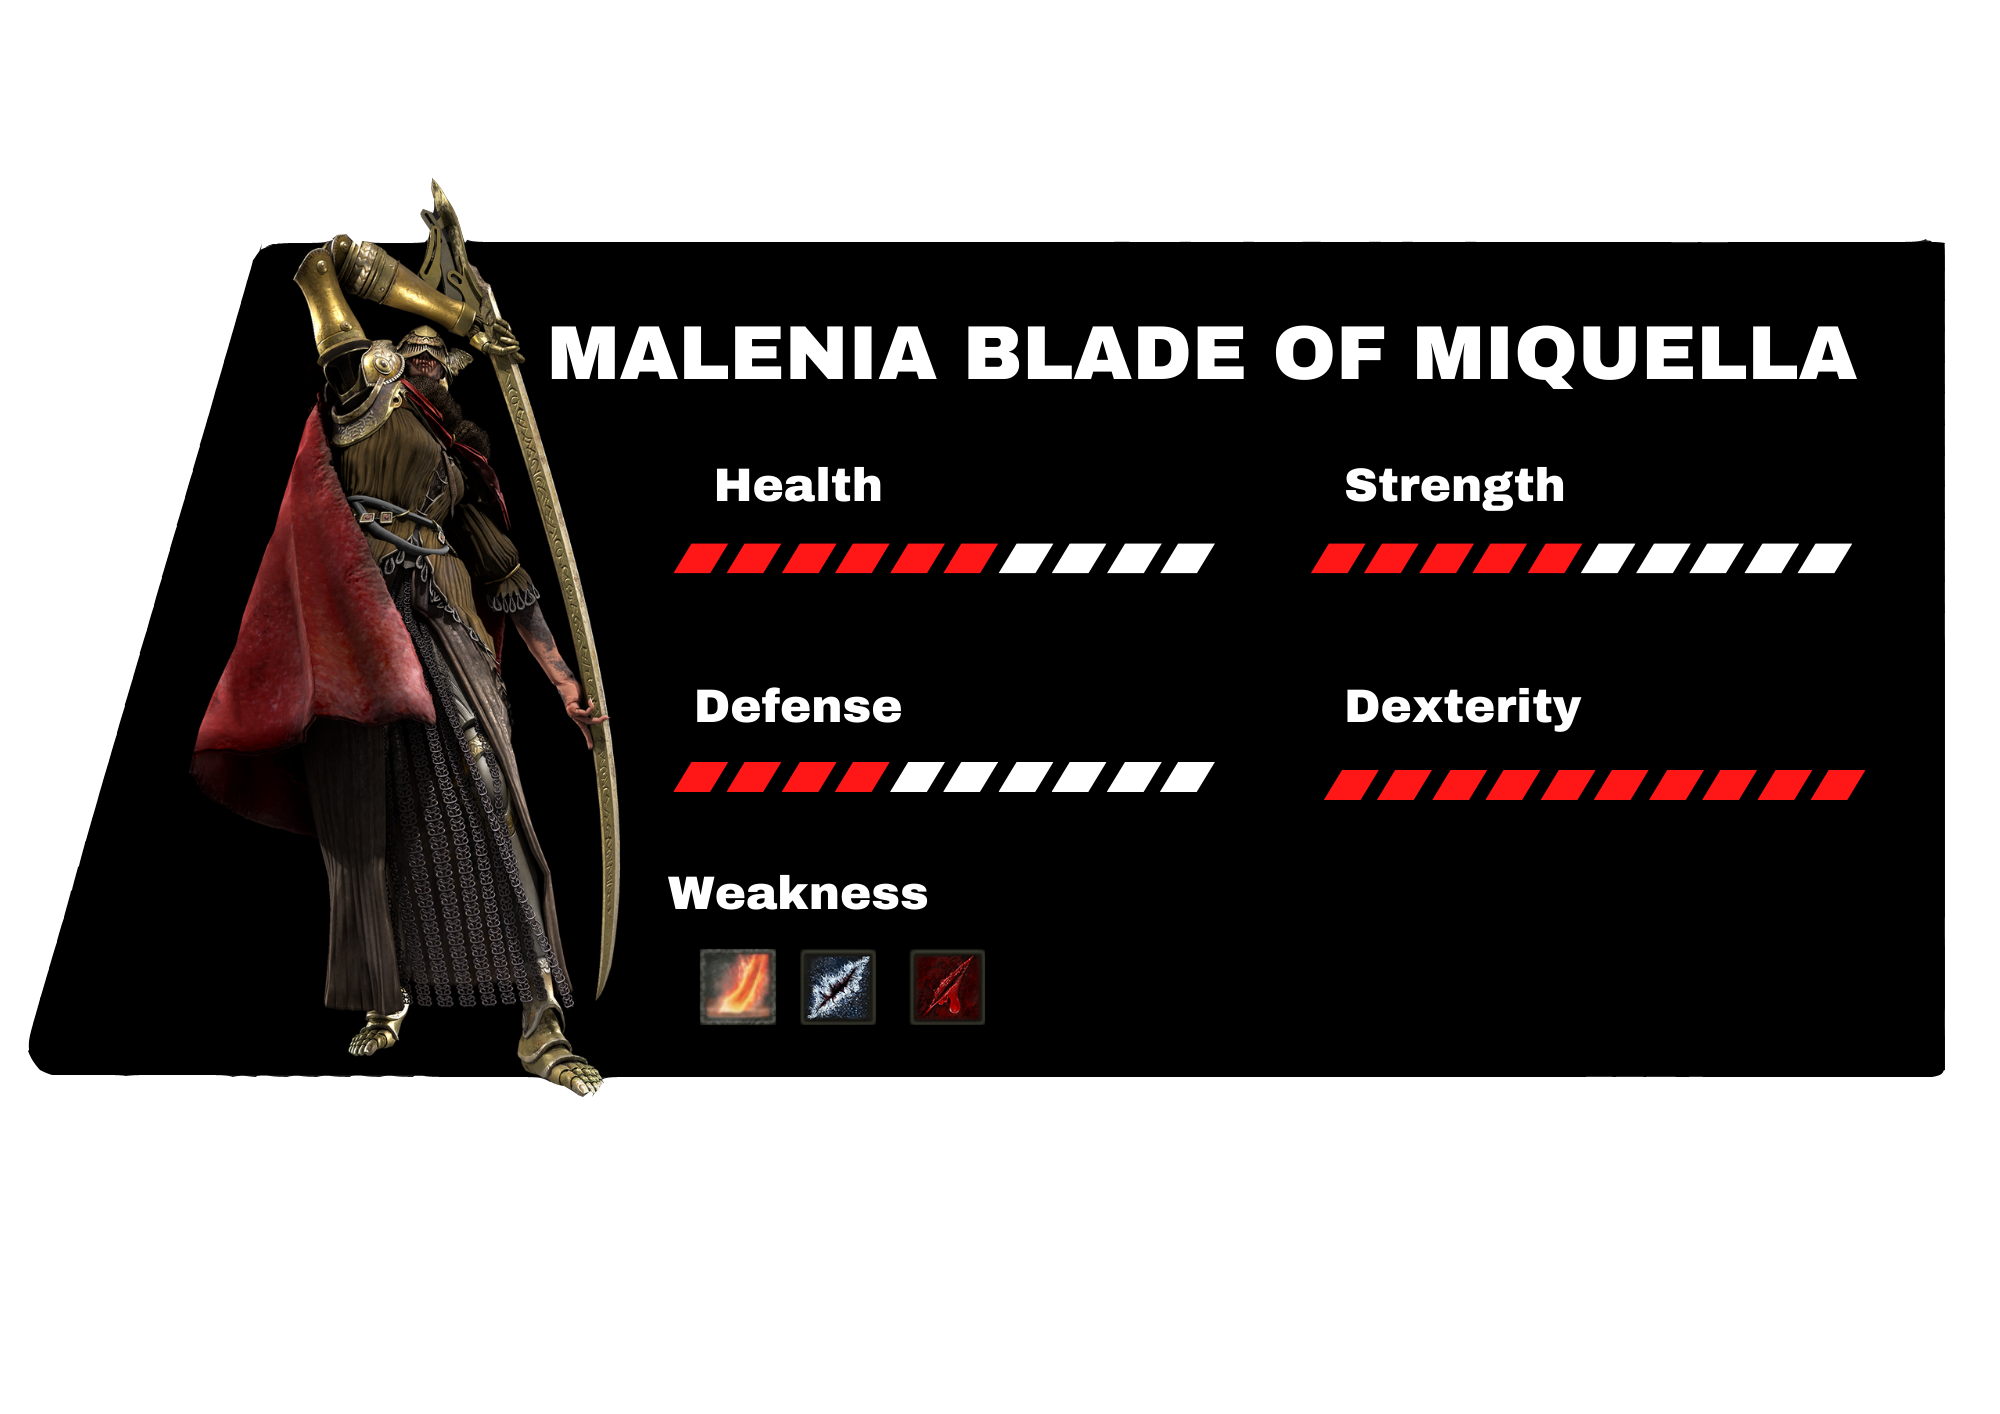 MALENIA BLADE OF MIQUELLA
Health
Strength
Defense
Dexterity
Weakness